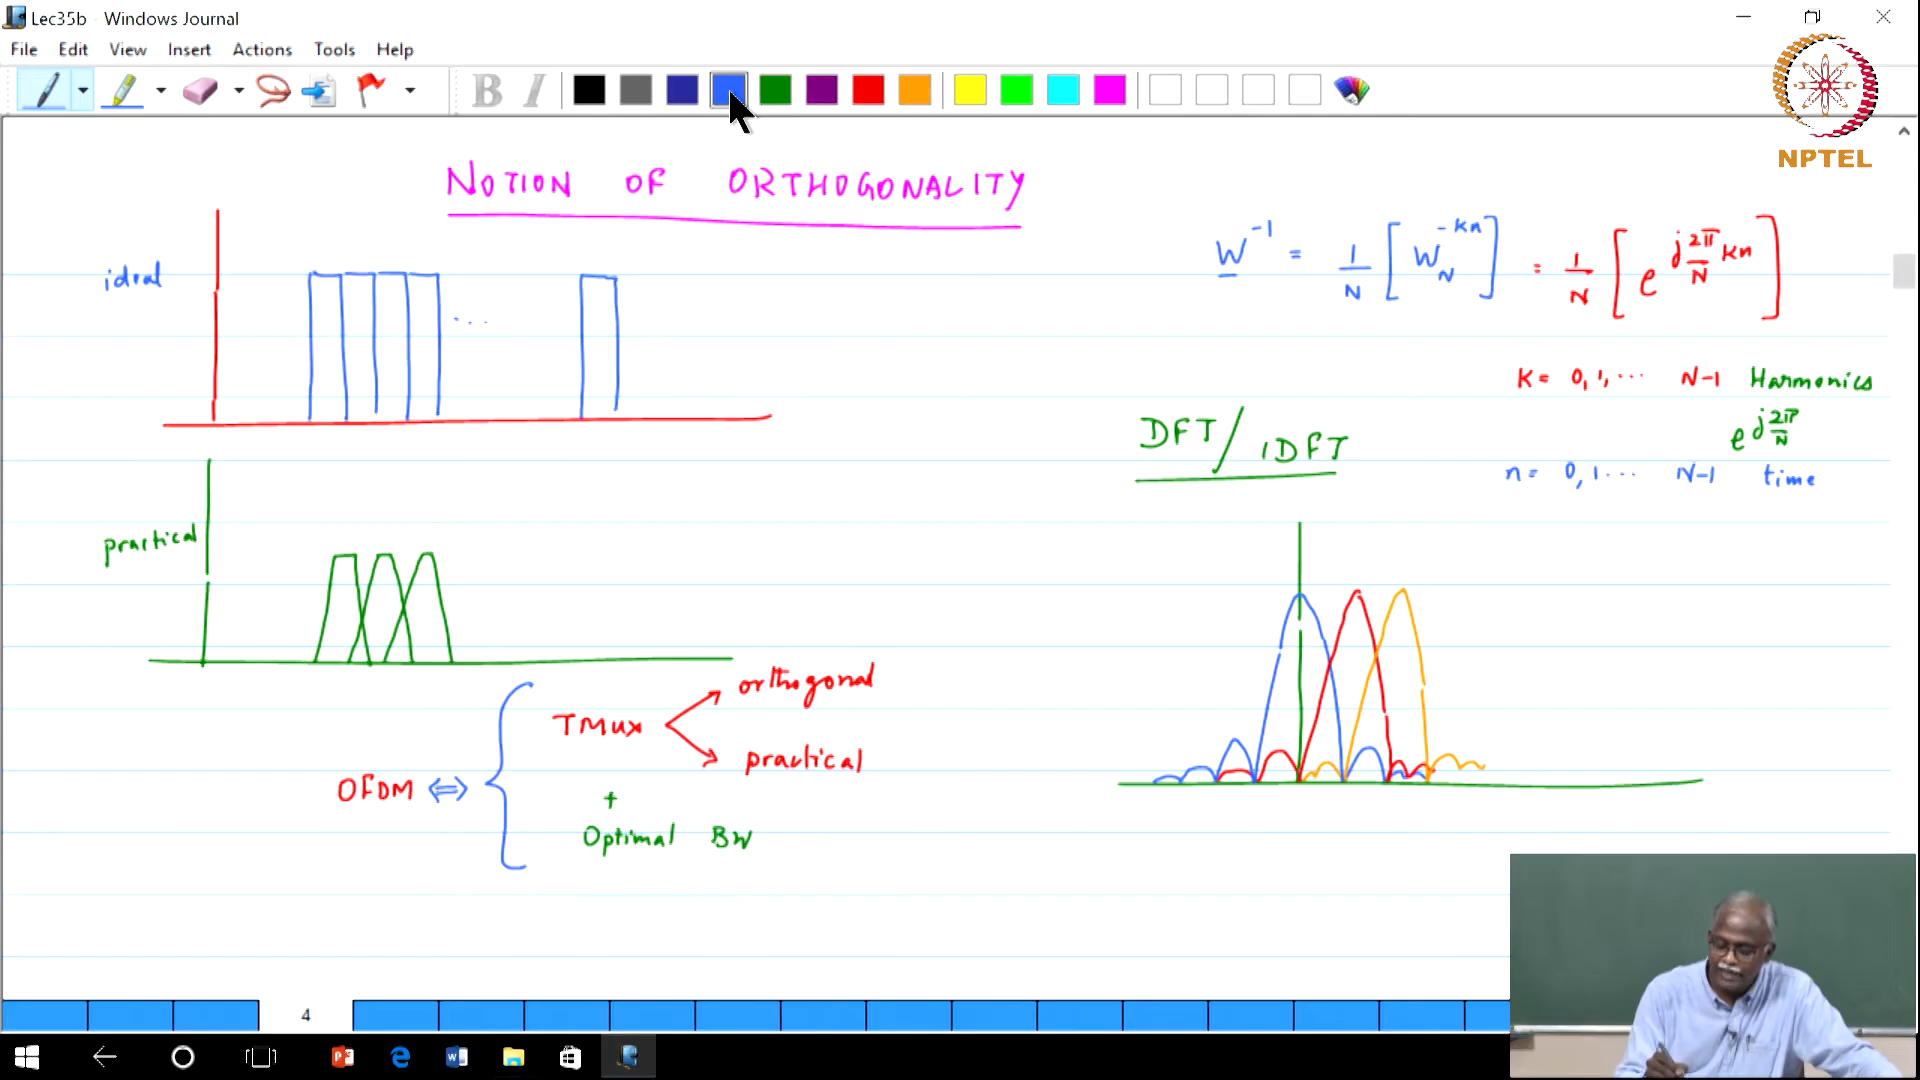 Lec35b - Windows Journal
File Edit View Insert Actions Tools Help
B I
NPTEL
NOTION OF ORTHOGONALITY
ideal
...
W^-1 = 1/N [ W_N^-kn ] = 1/N [ e^(j 2π/N kn) ]
K = 0, 1, ... N-1 Harmonics
e^(j 2π/N)
n = 0, 1 ... N-1 time
DFT / IDFT
practical
TMUX
orthogonal
practical
OFDM ⇔ {
+
Optimal BW
4